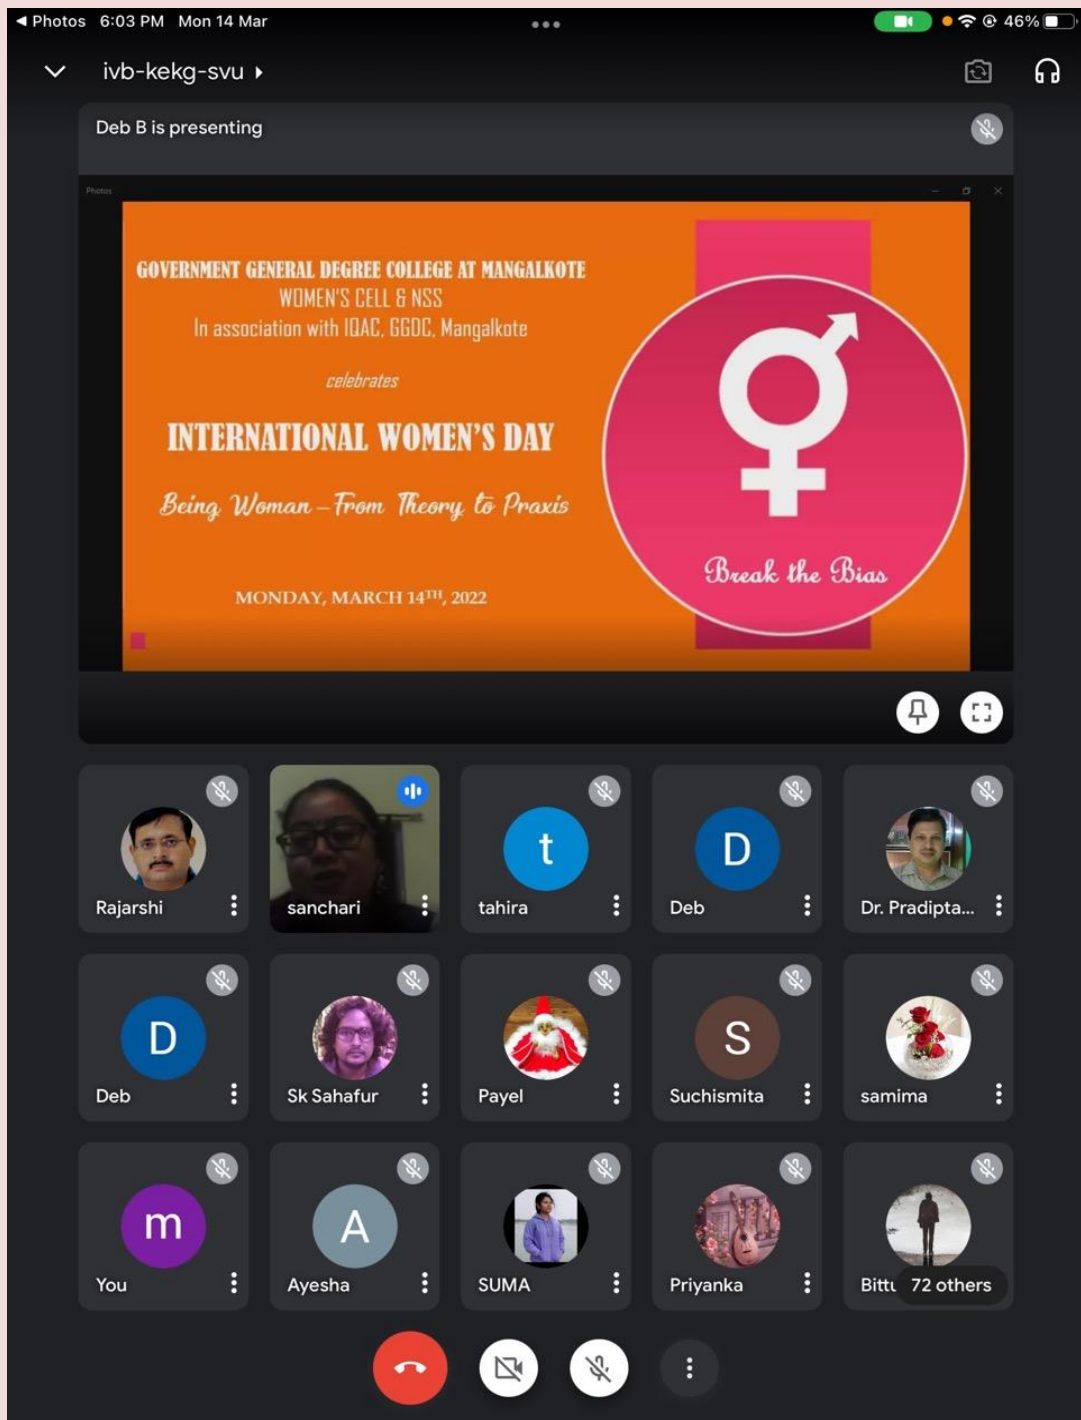 Photos 6:03 PM Mon 14 Mar 46%
ivb-kekg-svu
Deb B is presenting
Photos
GOVERNMENT GENERAL DEGREE COLLEGE AT MANGALKOTE
WOMEN'S CELL & NSS
In association with IQAC, GGDC, Mangalkote
celebrates
INTERNATIONAL WOMEN'S DAY
Being Woman – From Theory to Praxis
MONDAY, MARCH 14TH, 2022
Break the Bias
Rajarshi
sanchari
t
tahira
D
Deb
Dr. Pradipta...
D
Deb
Sk Sahafur
Payel
S
Suchismita
samima
m
You
A
Ayesha
SUMA
Priyanka
Bittu
72 others